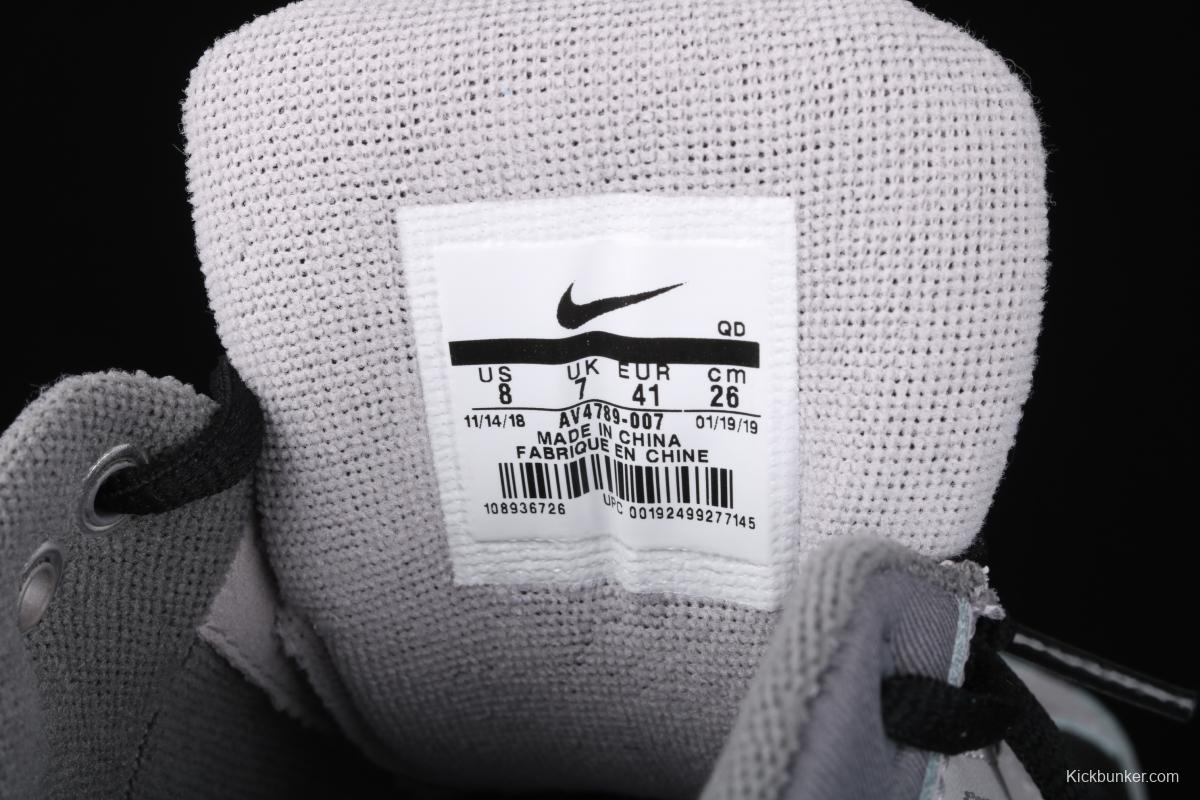 QD
US UK EUR cm
8 7 41 26
11/14/18 AV4789-007 01/19/19
MADE IN CHINA
FABRIQUE EN CHINE
108936726 UPC 00192499277145
Kickbunker.com